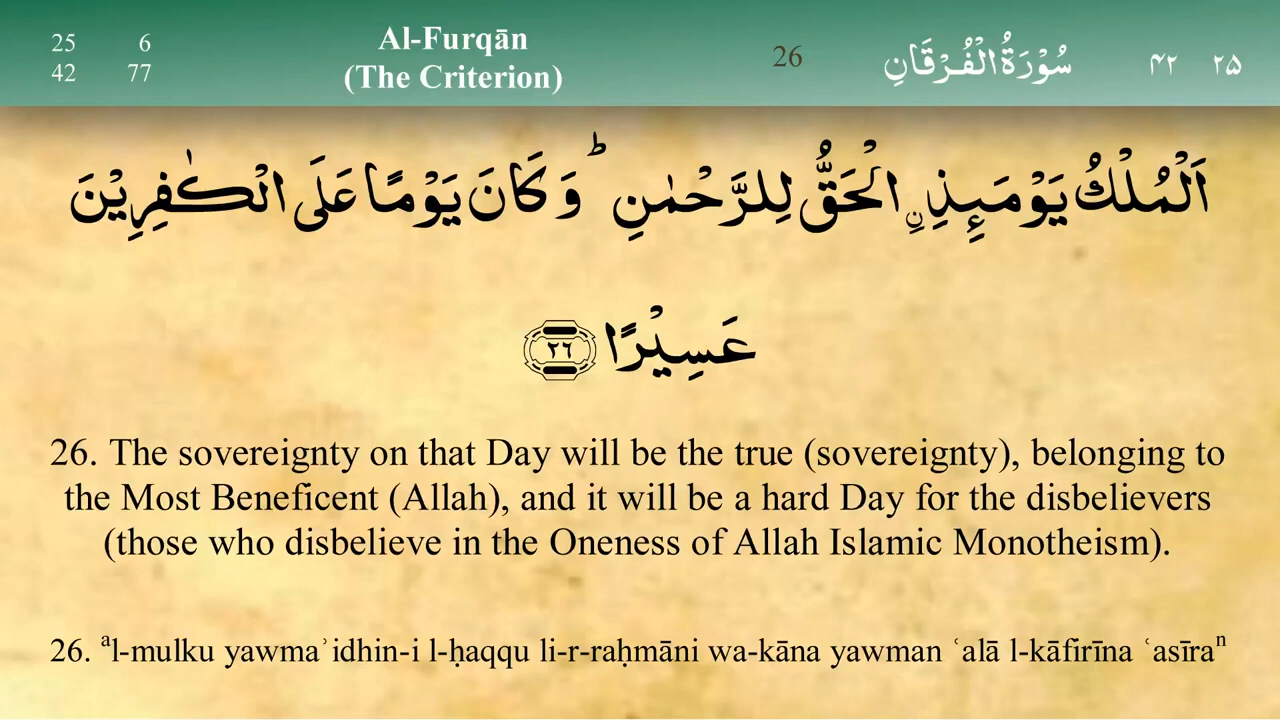 25 6
42 77
Al-Furqān
(The Criterion)
26
سُوْرَةُ الْفُرْقَانِ
٤٢ ٢٥
اَلْمُلْكُ يَوْمَىِٕذِ ِ۟الْحَقُّ لِلرَّحْمٰنِ ؕ وَكَانَ يَوْمًا عَلَى الْكٰفِرِيْنَ
عَسِيْرًا ٢٦
26. The sovereignty on that Day will be the true (sovereignty), belonging to
the Most Beneficent (Allah), and it will be a hard Day for the disbelievers
(those who disbelieve in the Oneness of Allah Islamic Monotheism).
26. ᵃl-mulku yawmaʾidhin-i l-ḥaqqu li-r-raḥmāni wa-kāna yawman ʿalā l-kāfirīna ʿasīraⁿ